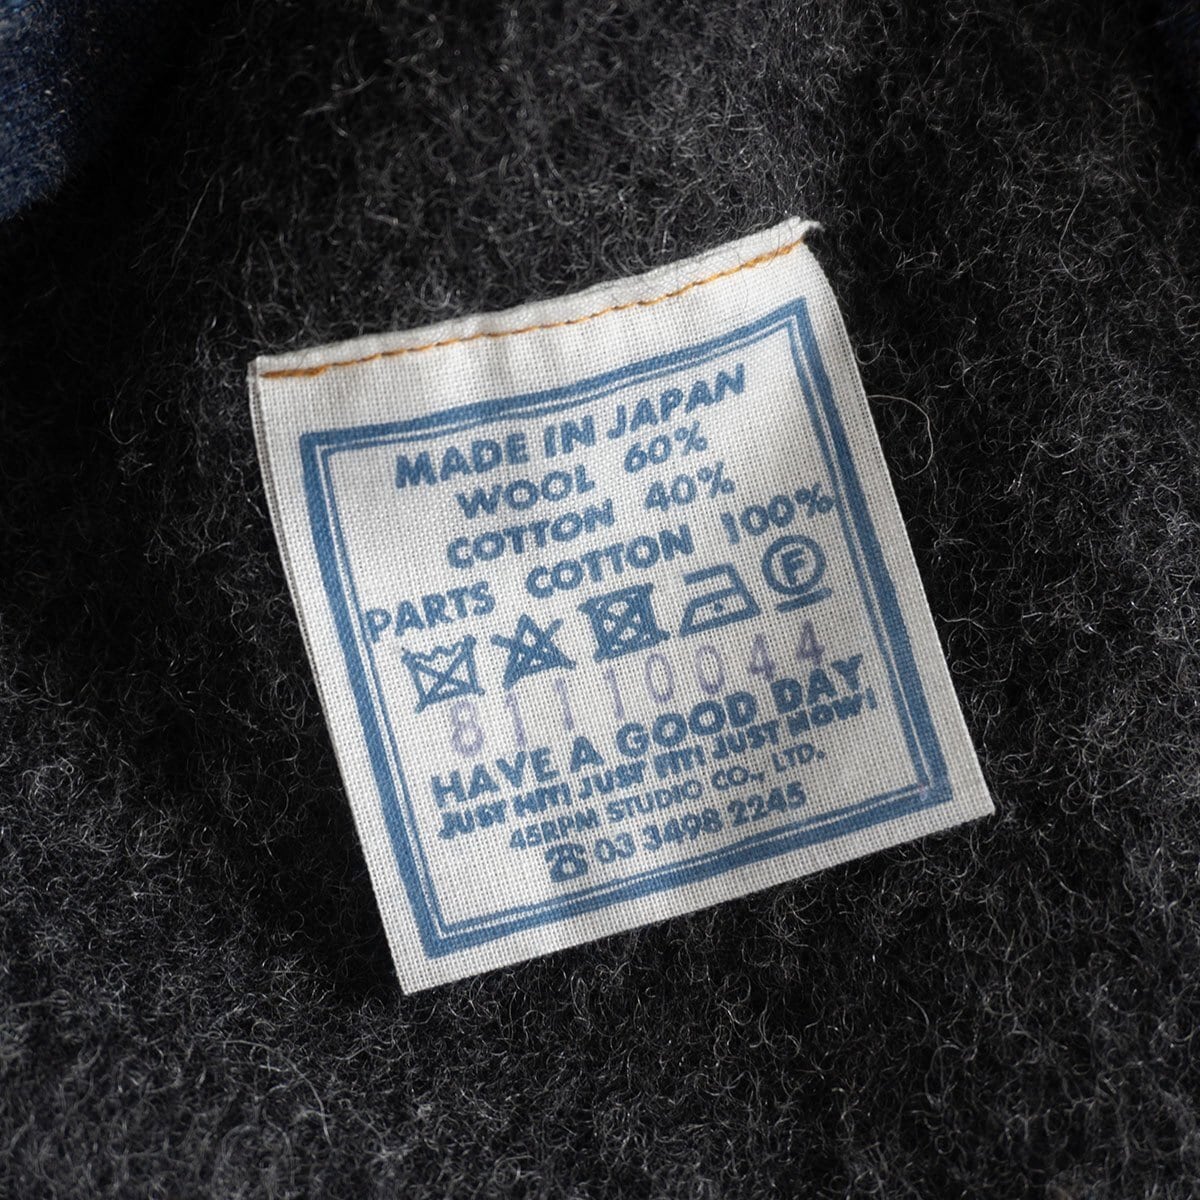 MADE IN JAPAN
WOOL 60%
COTTON 40%
PARTS COTTON 100%
F
81110044
HAVE A GOOD DAY
JUST HIT! JUST FIT! JUST NOW!
45RPM STUDIO CO., LTD.
☎ 03 3498 2245